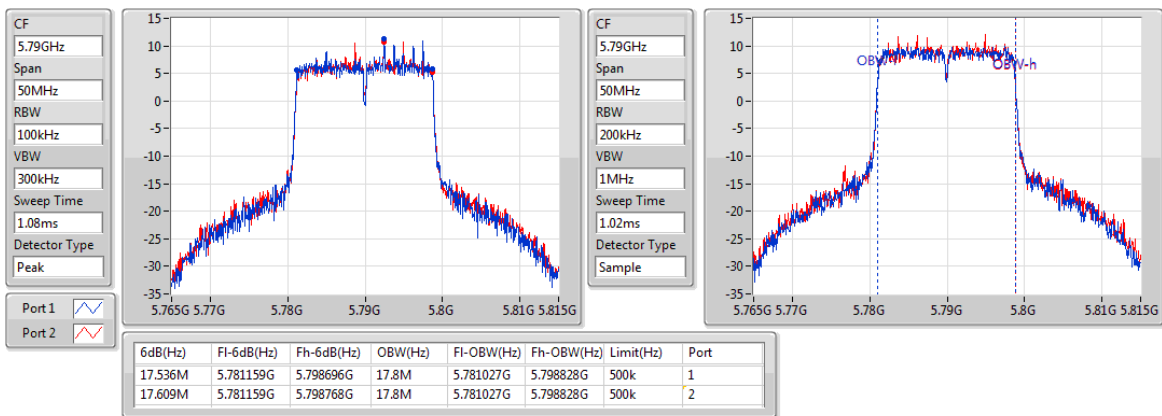 CF
5.79GHz
Span
50MHz
RBW
100kHz
VBW
300kHz
Sweep Time
1.08ms
Detector Type
Peak
Port 1
Port 2
15
10
5
0
-5
-10
-15
-20
-25
-30
-35
5.765G 5.77G 5.78G 5.79G 5.8G 5.81G 5.815G
CF
5.79GHz
Span
50MHz
RBW
200kHz
VBW
1MHz
Sweep Time
1.02ms
Detector Type
Sample
15
10
5
0
-5
-10
-15
-20
-25
-30
-35
OBW
OBW-h
5.765G 5.77G 5.78G 5.79G 5.8G 5.81G 5.815G
6dB(Hz) Fl-6dB(Hz) Fh-6dB(Hz) OBW(Hz) Fl-OBW(Hz) Fh-OBW(Hz) Limit(Hz) Port
17.536M 5.781159G 5.798696G 17.8M 5.781027G 5.798828G 500k 1
17.609M 5.781159G 5.798768G 17.8M 5.781027G 5.798828G 500k 2